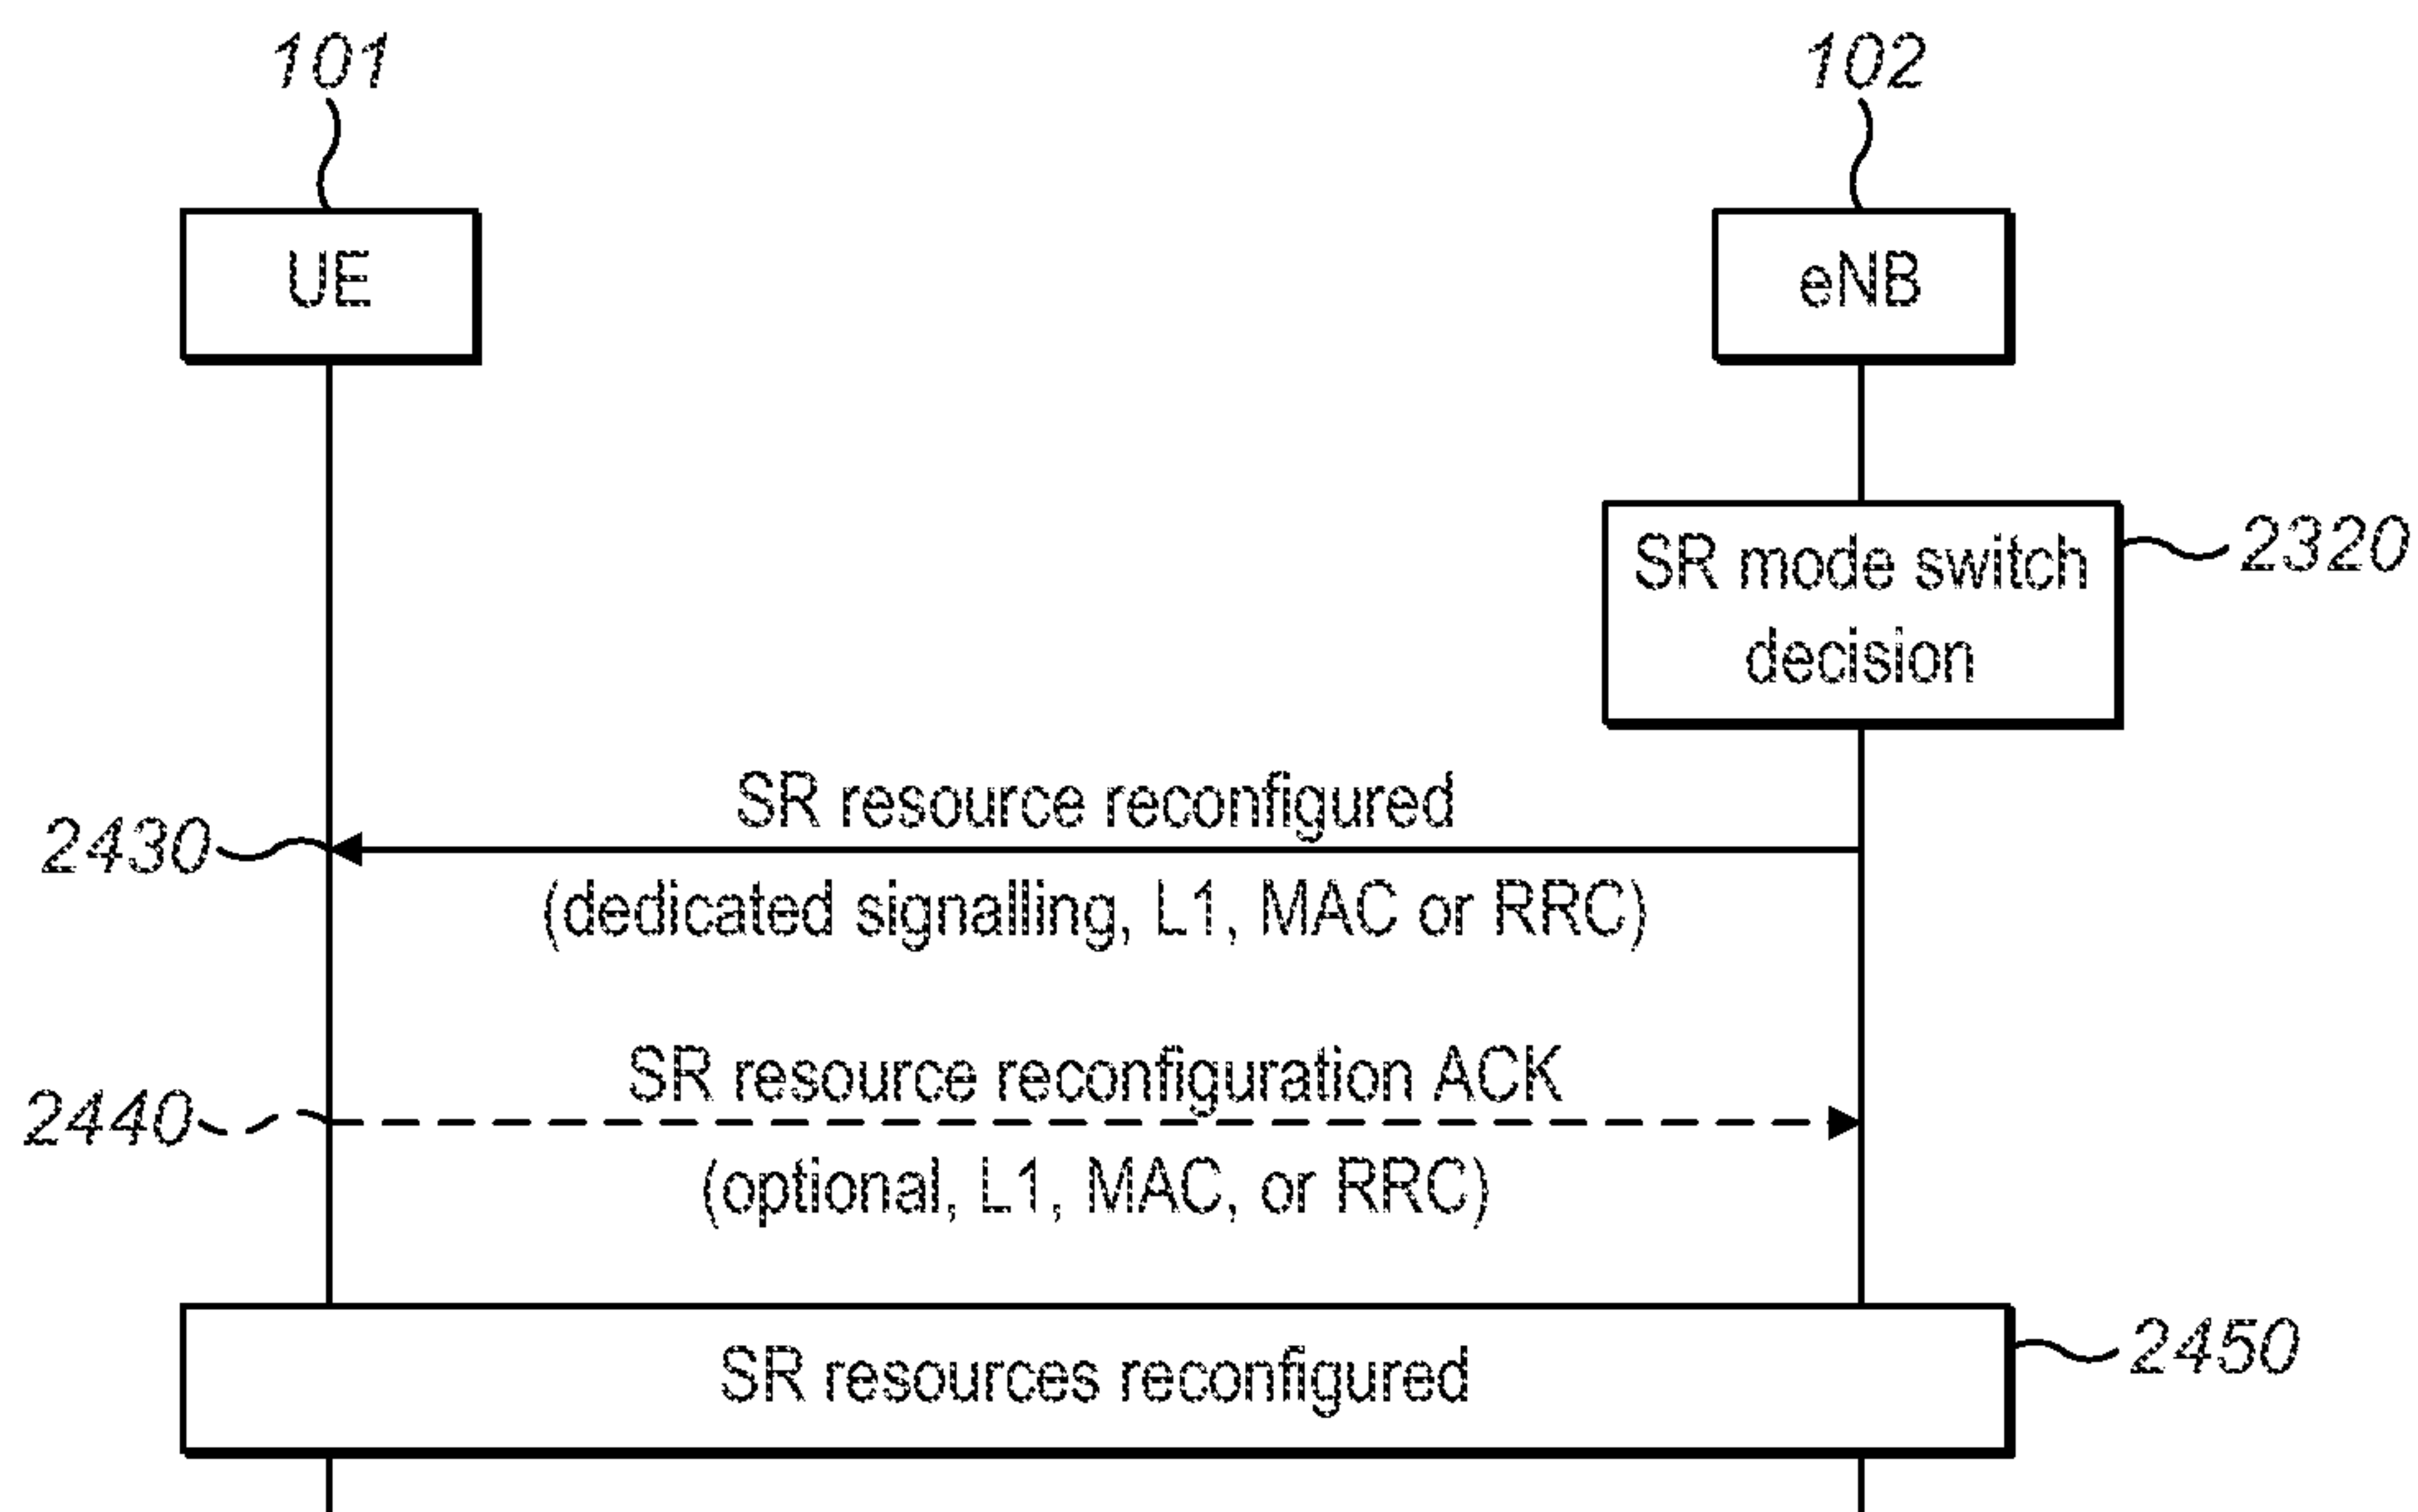 101
102
UE
eNB
SR mode switch
decision
2320
SR resource reconfigured
2430
(dedicated signalling, L1, MAC or RRC)
SR resource reconfiguration ACK
2440
(optional, L1, MAC, or RRC)
SR resources reconfigured
2450